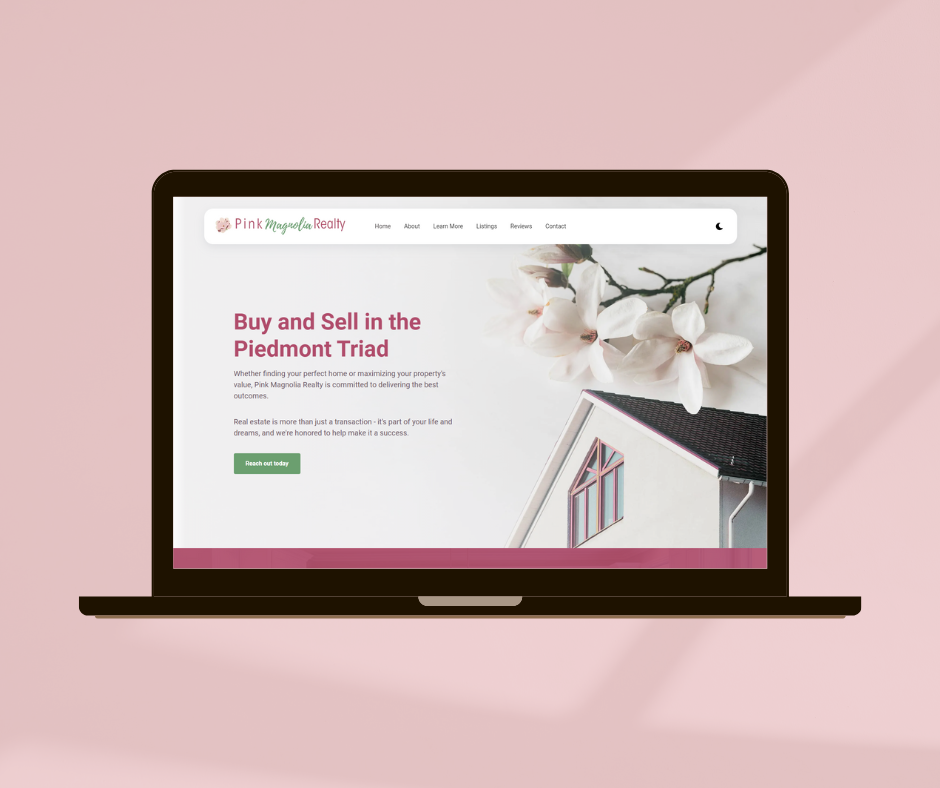 Pink Magnolia Realty
Home About Learn More Listings Reviews Contact
Buy and Sell in the
Piedmont Triad
Whether finding your perfect home or maximizing your property's
value, Pink Magnolia Realty is committed to delivering the best
outcomes.
Real estate is more than just a transaction - it's part of your life and
dreams, and we're honored to help make it a success.
Reach out today